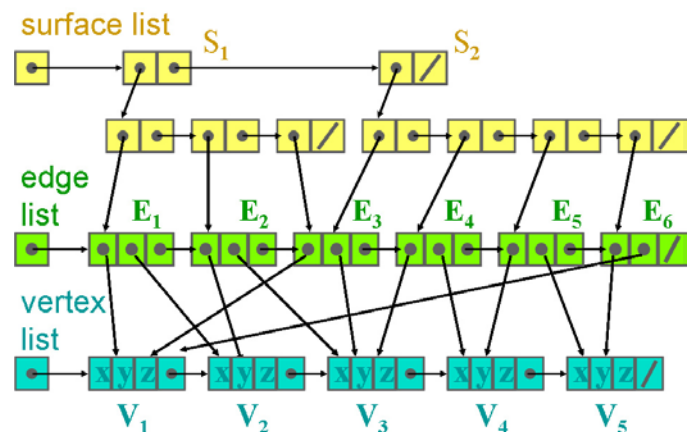 surface list
S1 S2
edge
list
E1 E2 E3 E4 E5 E6
vertex
list
x y z x y z x y z x y z x y z
V1 V2 V3 V4 V5